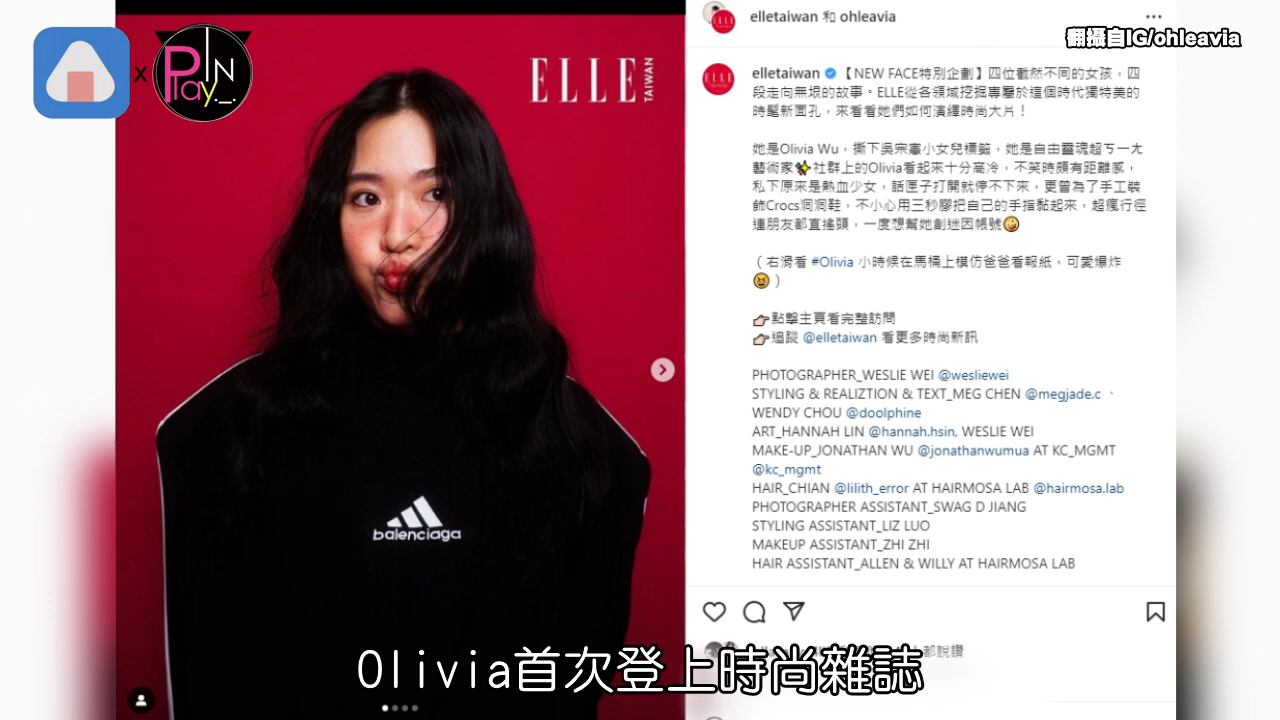 elletaiwan 和 ohleavia
翻攝自IG/ohleavia
x
PIN
Play._.
ELLE
TAIWAN
elletaiwan 【NEW FACE特別企劃】四位截然不同的女孩，四
段走向無垠的故事。ELLE從各領域挖掘專屬於這個時代獨特美的
時髦新面孔，來看看她們如何演繹時尚大片！
她是Olivia Wu，撕下吳宗憲小女兒標籤，她是自由靈魂超ㄎㄧㄤ
藝術家✨社群上的Olivia看起來十分高冷，不笑時頗有距離感，
私下原來是熱血少女，話匣子打開就停不下來，更曾為了手工裝
飾Crocs洞洞鞋，不小心用三秒膠把自己的手指黏起來，超瘋行徑
連朋友都直搖頭，一度想幫她創迷因帳號🤪
（右滑看 #Olivia 小時候在馬桶上模仿爸爸看報紙，可愛爆炸
😆）
👉點擊主頁看完整訪問
👉追蹤 @elletaiwan 看更多時尚新訊
PHOTOGRAPHER_WESLIE WEI @wesliewei
STYLING & REALIZTION & TEXT_MEG CHEN @megjade.c 、
WENDY CHOU @doolphine
ART_HANNAH LIN @hannah.hsin, WESLIE WEI
MAKE-UP_JONATHAN WU @jonathanwumua AT KC_MGMT
@kc_mgmt
HAIR_CHIAN @lilith_error AT HAIRMOSA LAB @hairmosa.lab
PHOTOGRAPHER ASSISTANT_SWAG D JIANG
STYLING ASSISTANT_LIZ LUO
MAKEUP ASSISTANT_ZHI ZHI
HAIR ASSISTANT_ALLEN & WILLY AT HAIRMOSA LAB
balenciaga
都說讚
Olivia首次登上時尚雜誌